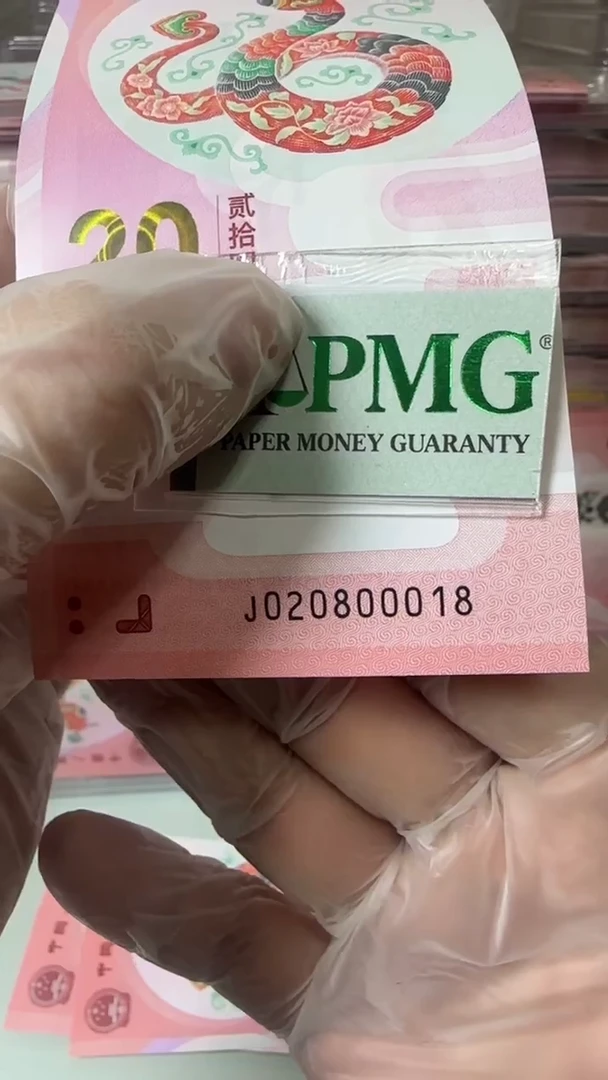 20
贰拾
PMG®
PAPER MONEY GUARANTY
J020800018